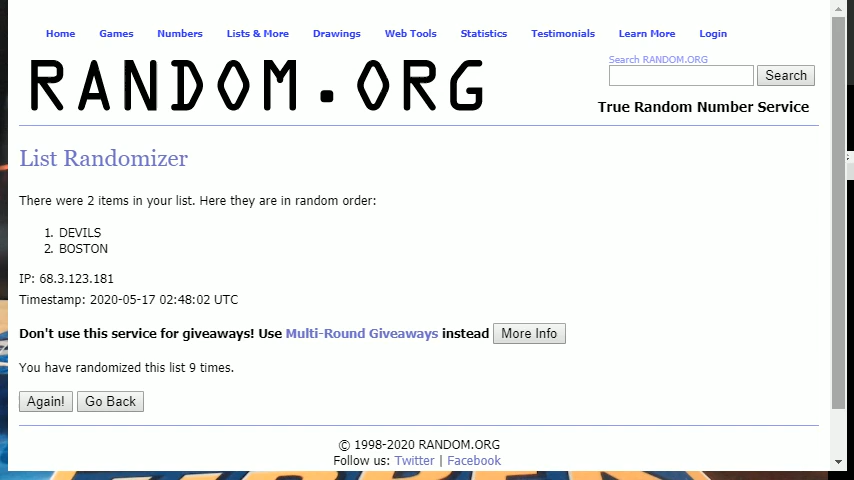 Home Games Numbers Lists & More Drawings Web Tools Statistics Testimonials Learn More Login
RANDOM.ORG
Search RANDOM.ORG
Search
True Random Number Service
List Randomizer
There were 2 items in your list. Here they are in random order:
1. DEVILS
2. BOSTON
IP: 68.3.123.181
Timestamp: 2020-05-17 02:48:02 UTC
Don't use this service for giveaways! Use Multi-Round Giveaways instead More Info
You have randomized this list 9 times.
Again! Go Back
© 1998-2020 RANDOM.ORG
Follow us: Twitter | Facebook